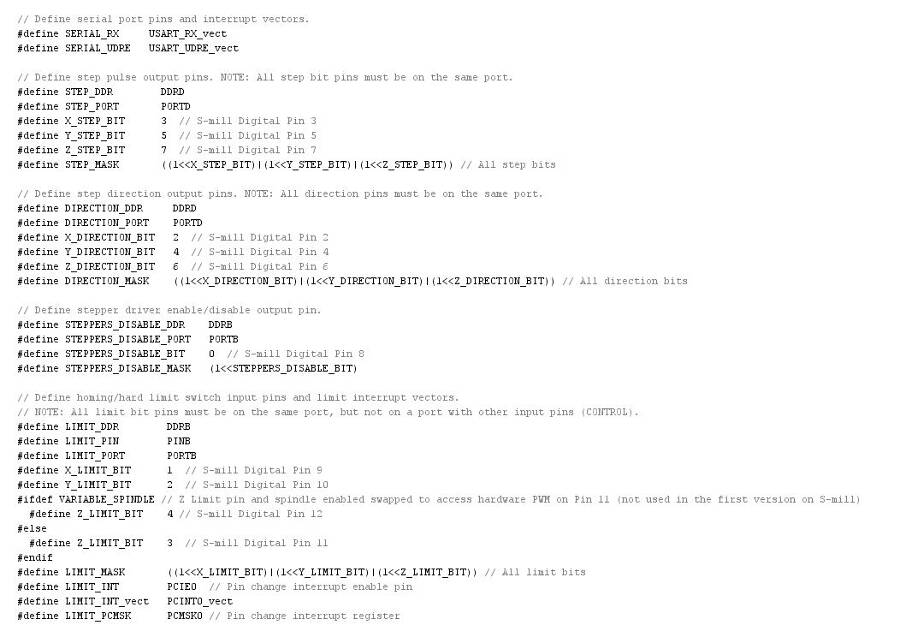 // Define serial port pins and interrupt vectors.
#define SERIAL_RX     USART_RX_vect
#define SERIAL_UDRE   USART_UDRE_vect

// Define step pulse output pins. NOTE: All step bit pins must be on the same port.
#define STEP_DDR        DDRD
#define STEP_PORT       PORTD
#define X_STEP_BIT      3  // S-mill Digital Pin 3
#define Y_STEP_BIT      5  // S-mill Digital Pin 5
#define Z_STEP_BIT      7  // S-mill Digital Pin 7
#define STEP_MASK       ((1<<X_STEP_BIT)|(1<<Y_STEP_BIT)|(1<<Z_STEP_BIT)) // All step bits

// Define step direction output pins. NOTE: All direction pins must be on the same port.
#define DIRECTION_DDR     DDRD
#define DIRECTION_PORT    PORTD
#define X_DIRECTION_BIT   2  // S-mill Digital Pin 2
#define Y_DIRECTION_BIT   4  // S-mill Digital Pin 4
#define Z_DIRECTION_BIT   6  // S-mill Digital Pin 6
#define DIRECTION_MASK    ((1<<X_DIRECTION_BIT)|(1<<Y_DIRECTION_BIT)|(1<<Z_DIRECTION_BIT)) // All direction bits

// Define stepper driver enable/disable output pin.
#define STEPPERS_DISABLE_DDR    DDRB
#define STEPPERS_DISABLE_PORT   PORTB
#define STEPPERS_DISABLE_BIT    0  // S-mill Digital Pin 8
#define STEPPERS_DISABLE_MASK   (1<<STEPPERS_DISABLE_BIT)

// Define homing/hard limit switch input pins and limit interrupt vectors.
// NOTE: All limit bit pins must be on the same port, but not on a port with other input pins (CONTROL).
#define LIMIT_DDR        DDRB
#define LIMIT_PIN        PINB
#define LIMIT_PORT       PORTB
#define X_LIMIT_BIT      1  // S-mill Digital Pin 9
#define Y_LIMIT_BIT      2  // S-mill Digital Pin 10
#ifdef VARIABLE_SPINDLE // Z Limit pin and spindle enabled swapped to access hardware PWM on Pin 11 (not used in the first version on S-mill)
  #define Z_LIMIT_BIT    4 // S-mill Digital Pin 12
#else
  #define Z_LIMIT_BIT    3  // S-mill Digital Pin 11
#endif
#define LIMIT_MASK       ((1<<X_LIMIT_BIT)|(1<<Y_LIMIT_BIT)|(1<<Z_LIMIT_BIT)) // All limit bits
#define LIMIT_INT        PCIE0  // Pin change interrupt enable pin
#define LIMIT_INT_vect   PCINT0_vect
#define LIMIT_PCMSK      PCMSK0 // Pin change interrupt register